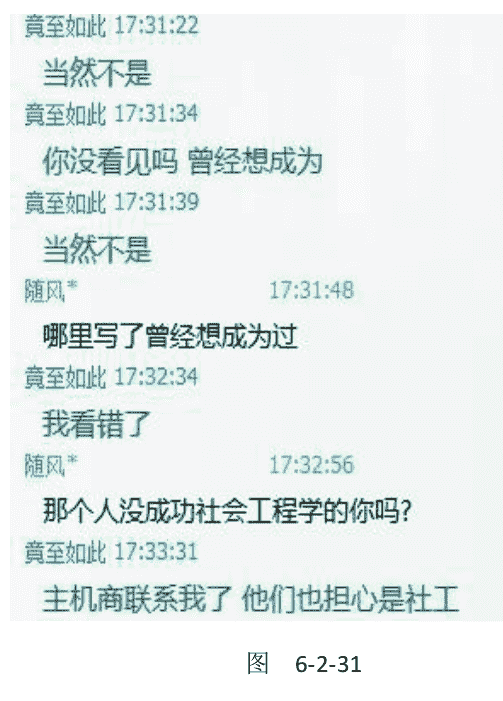 竟至如此 17:31:22
当然不是
竟至如此 17:31:34
你没看见吗 曾经想成为
竟至如此 17:31:39
当然不是
随风* 17:31:48
哪里写了曾经想成为过
竟至如此 17:32:34
我看错了
随风* 17:32:56
那个人没成功社会工程学的你吗?
竟至如此 17:33:31
主机商联系我了 他们也担心是社工
图 6-2-31